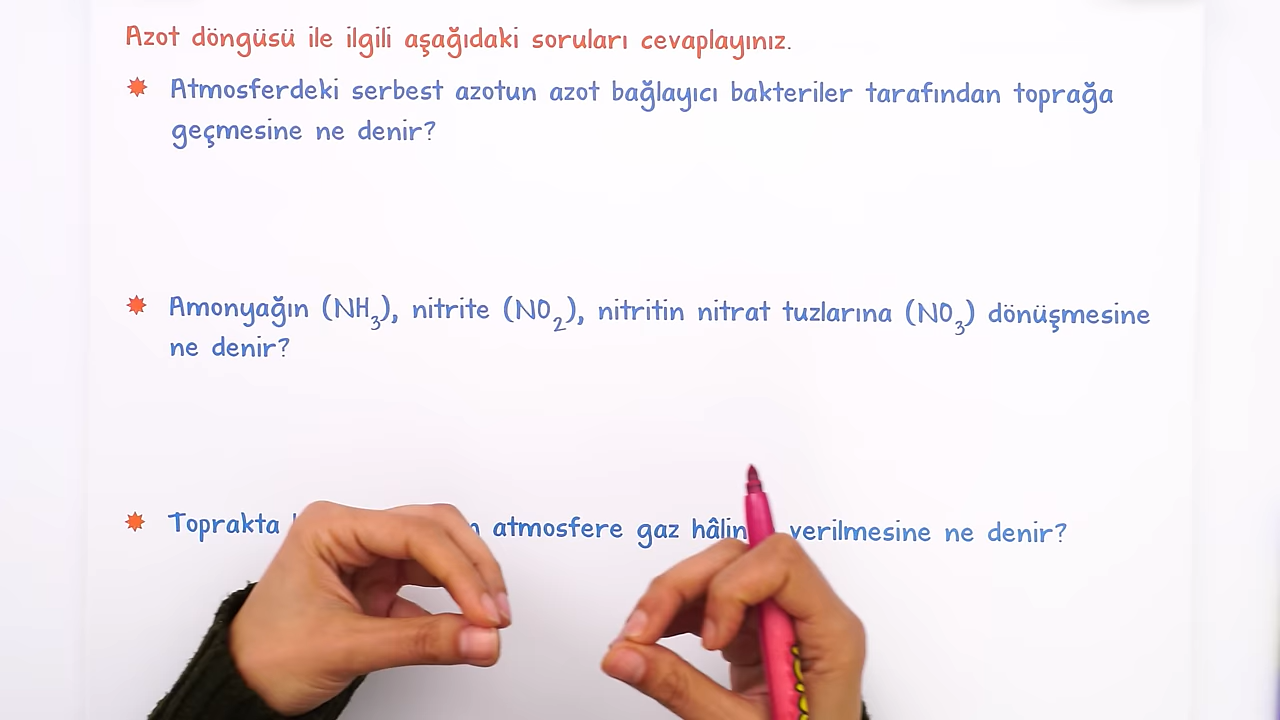 Azot döngüsü ile ilgili aşağıdaki soruları cevaplayınız.
Atmosferdeki serbest azotun azot bağlayıcı bakteriler tarafından toprağa
geçmesine ne denir?
Amonyağın (NH₃), nitrite (NO₂), nitritin nitrat tuzlarına (NO₃) dönüşmesine
ne denir?
Toprakta atmosfere gaz verilmesine ne denir?